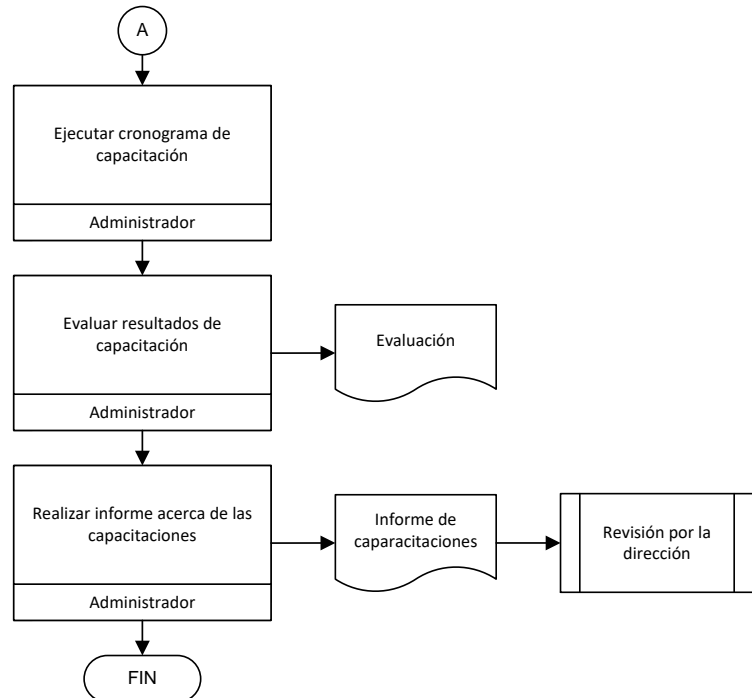 A
Ejecutar cronograma de
capacitación
Administrador
Evaluar resultados de
capacitación
Administrador
Evaluación
Realizar informe acerca de las
capacitaciones
Administrador
Informe de
caparacitaciones
Revisión por la
dirección
FIN